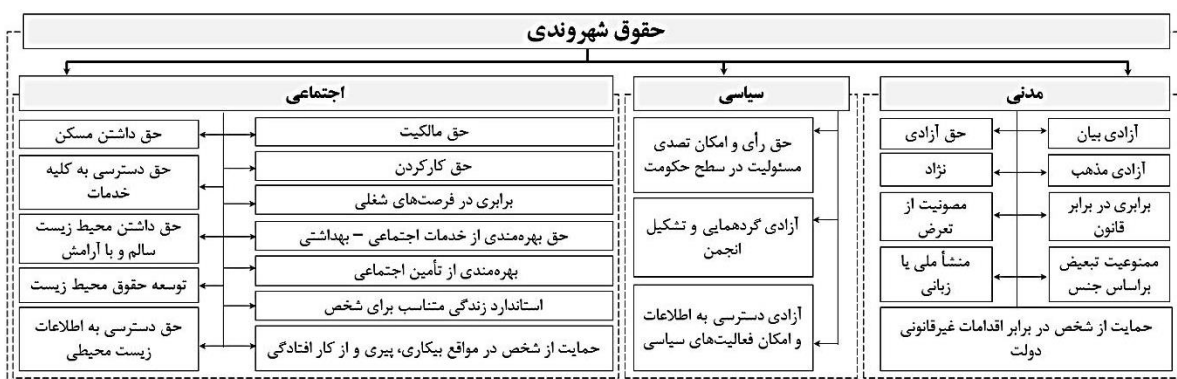 حقوق شهروندی
مدنی
آزادی بیان
حق آزادی
آزادی مذهب
نژاد
برابری در برابر
قانون
مصونیت از
تعرض
ممنوعیت تبعیض
براساس جنس
منشأ ملی یا
زبانی
حمایت از شخص در برابر اقدامات غیرقانونی
دولت
سیاسی
حق رأی و امکان تصدی
مسئولیت در سطح حکومت
آزادی گردهمایی و تشکیل
انجمن
آزادی دسترسی به اطلاعات
و امکان فعالیت‌های سیاسی
اجتماعی
حق مالکیت
حق کارکردن
برابری در فرصت‌های شغلی
حق بهره‌مندی از خدمات اجتماعی – بهداشتی
بهره‌مندی از تأمین اجتماعی
استاندارد زندگی متناسب برای شخص
حمایت از شخص در مواقع بیکاری، پیری و از کار افتادگی
حق داشتن مسکن
حق دسترسی به کلیه
خدمات
حق داشتن محیط زیست
سالم و با آرامش
توسعه حقوق محیط زیست
حق دسترسی به اطلاعات
زیست محیطی